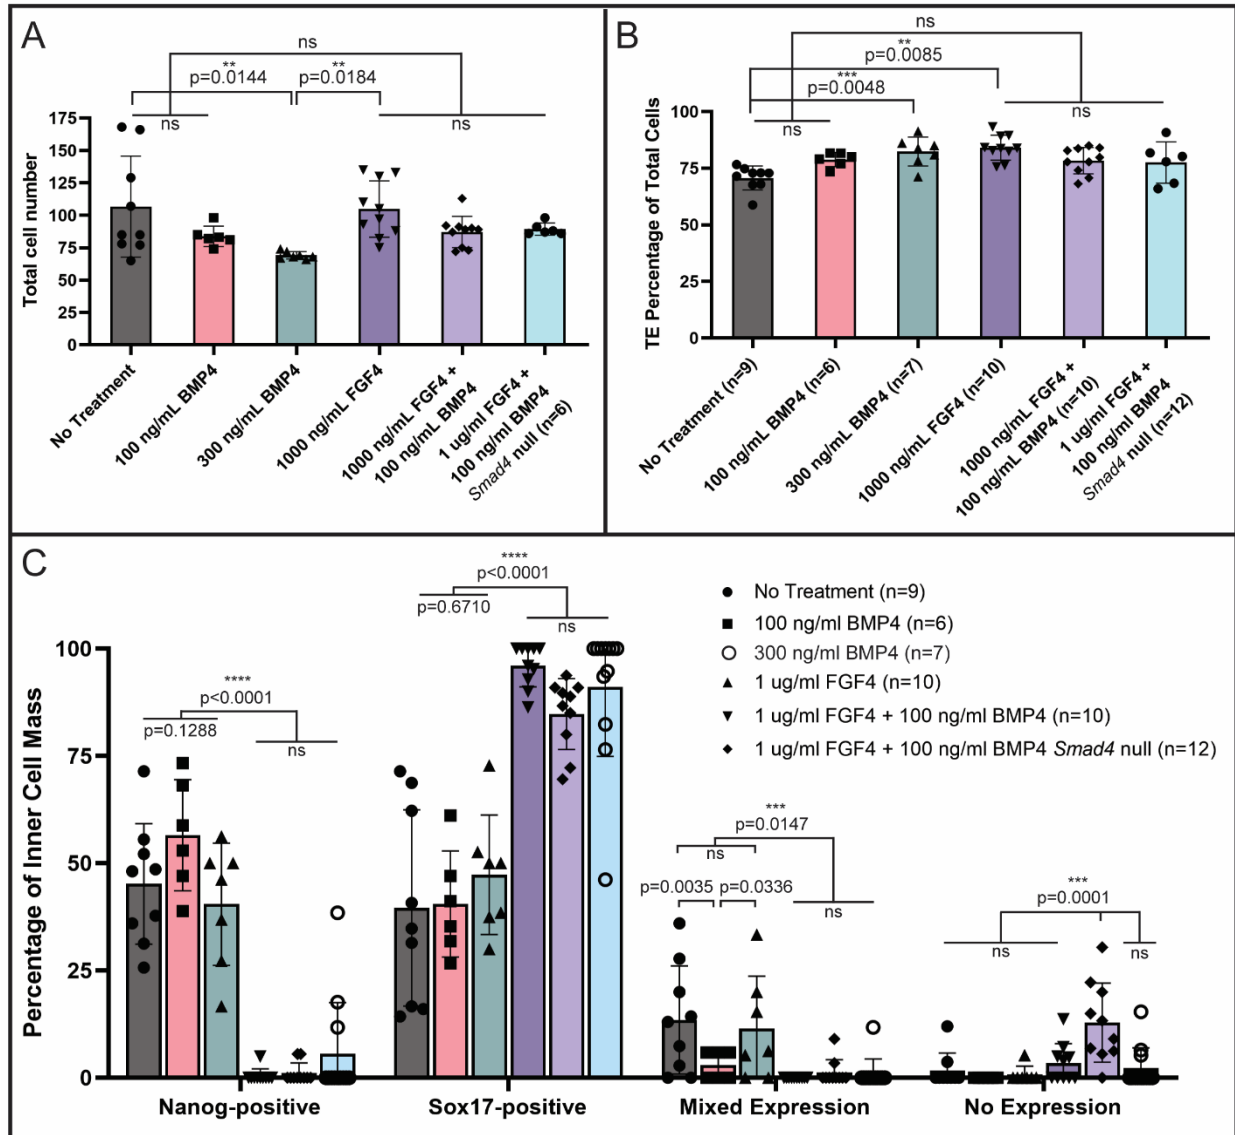 A
ns
**
**
p=0.0144
p=0.0184
ns
ns
Total cell number
175
150
125
100
75
50
25
0
No Treatment
100 ng/mL BMP4
300 ng/mL BMP4
1000 ng/mL FGF4
1000 ng/mL FGF4 +
100 ng/mL BMP4
1 ug/mL FGF4 +
100 ng/mL BMP4
Smad4 null (n=6)
B
ns
**
p=0.0085
***
p=0.0048
ns
ns
TE Percentage of Total Cells
100
75
50
25
0
No Treatment (n=9)
100 ng/mL BMP4 (n=6)
300 ng/mL BMP4 (n=7)
1000 ng/mL FGF4 (n=10)
1000 ng/mL FGF4 +
100 ng/mL BMP4 (n=10)
1 ug/mL FGF4 +
100 ng/mL BMP4
Smad4 null (n=12)
C
****
p<0.0001
p=0.1288
ns
****
p<0.0001
p=0.6710
ns
***
p=0.0147
ns
p=0.0035
p=0.0336
ns
***
p=0.0001
ns
ns
No Treatment (n=9)
100 ng/ml BMP4 (n=6)
300 ng/ml BMP4 (n=7)
1 ug/ml FGF4 (n=10)
1 ug/ml FGF4 + 100 ng/ml BMP4 (n=10)
1 ug/ml FGF4 + 100 ng/ml BMP4 Smad4 null (n=12)
Percentage of Inner Cell Mass
100
75
50
25
0
Nanog-positive
Sox17-positive
Mixed Expression
No Expression